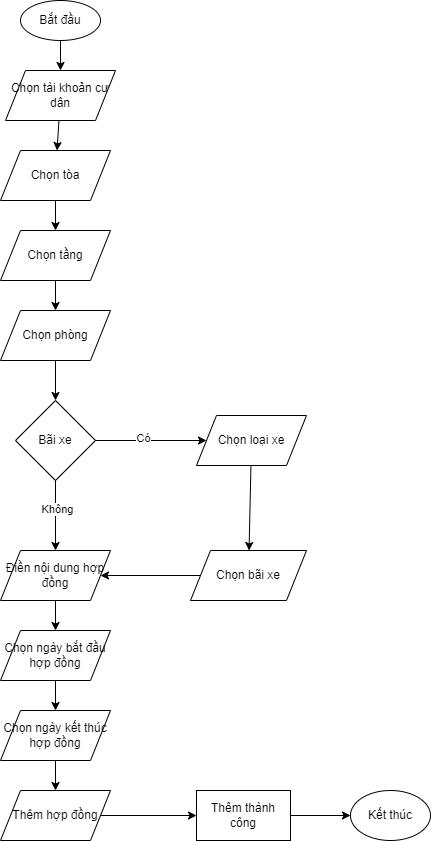 Bắt đầu
Chọn tài khoản cư
dân
Chọn tòa
Chọn tầng
Chọn phòng
Bãi xe
Có
Chọn loại xe
Không
Điền nội dung hợp
đồng
Chọn bãi xe
Chọn ngày bắt đầu
hợp đồng
Chọn ngày kết thúc
hợp đồng
Thêm hợp đồng
Thêm thành
công
Kết thúc